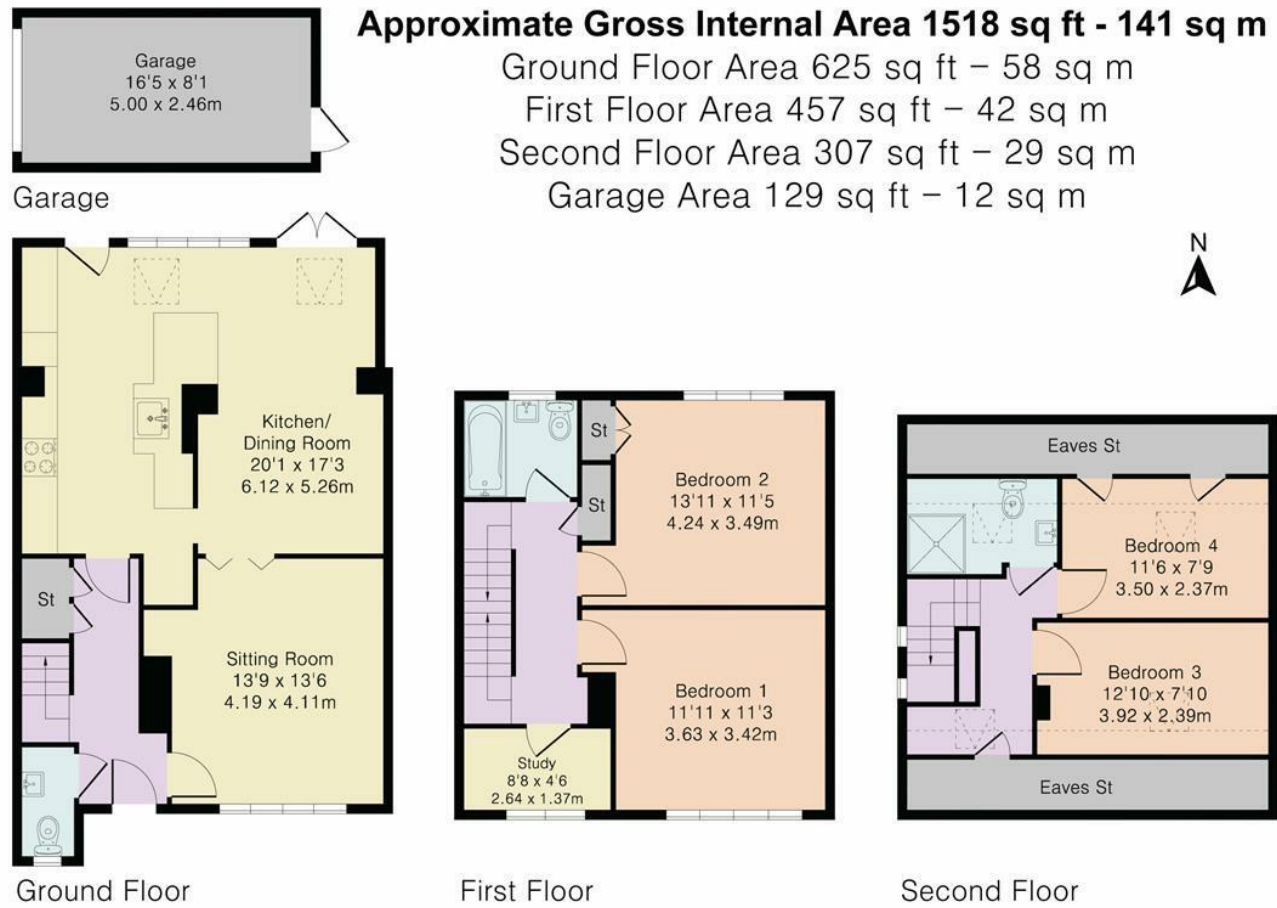 Approximate Gross Internal Area 1518 sq ft - 141 sq m
Ground Floor Area 625 sq ft – 58 sq m
First Floor Area 457 sq ft – 42 sq m
Second Floor Area 307 sq ft – 29 sq m
Garage Area 129 sq ft – 12 sq m
Garage
16'5 x 8'1
5.00 x 2.46m
Garage
N
Kitchen/
Dining Room
20'1 x 17'3
6.12 x 5.26m
St
Sitting Room
13'9 x 13'6
4.19 x 4.11m
Ground Floor
St
St
Bedroom 2
13'11 x 11'5
4.24 x 3.49m
Bedroom 1
11'11 x 11'3
3.63 x 3.42m
Study
8'8 x 4'6
2.64 x 1.37m
First Floor
Eaves St
Bedroom 4
11'6 x 7'9
3.50 x 2.37m
Bedroom 3
12'10 x 7'10
3.92 x 2.39m
Eaves St
Second Floor